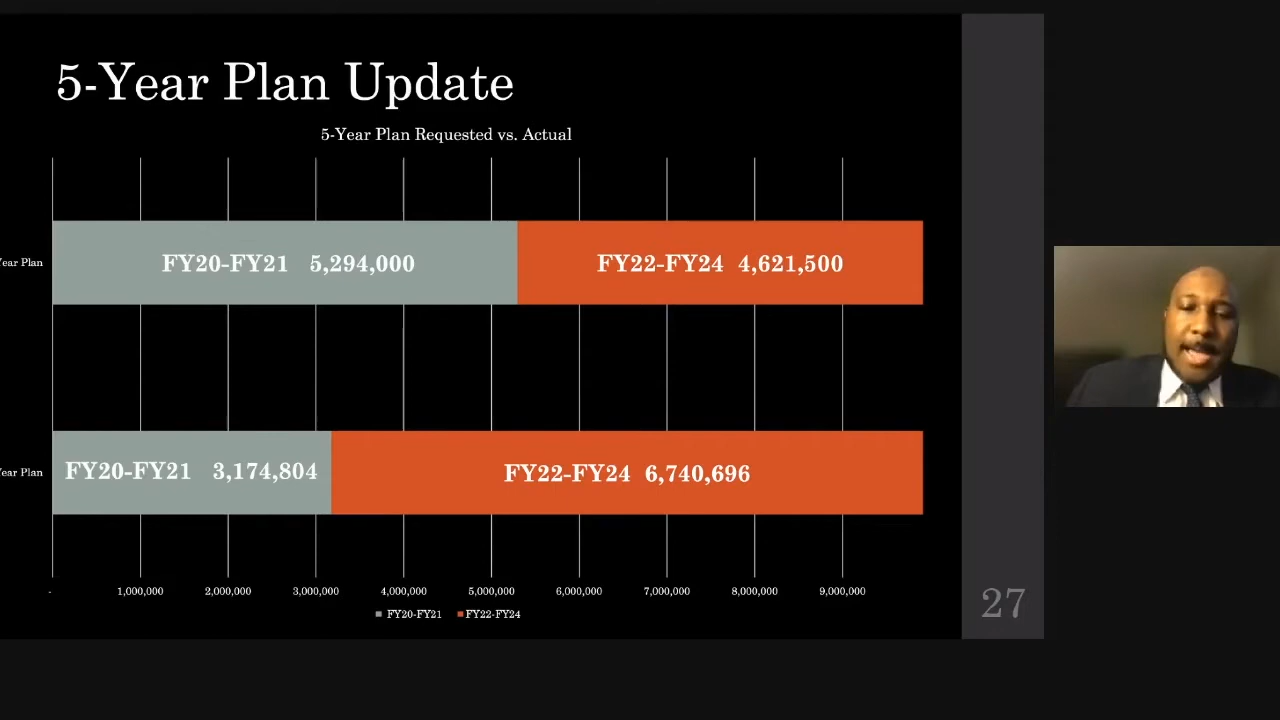 5-Year Plan Update
5-Year Plan Requested vs. Actual
Year Plan
FY20-FY21 5,294,000
FY22-FY24 4,621,500
Year Plan
FY20-FY21 3,174,804
FY22-FY24 6,740,696
- 1,000,000 2,000,000 3,000,000 4,000,000 5,000,000 6,000,000 7,000,000 8,000,000 9,000,000
FY20-FY21 FY22-FY24
27